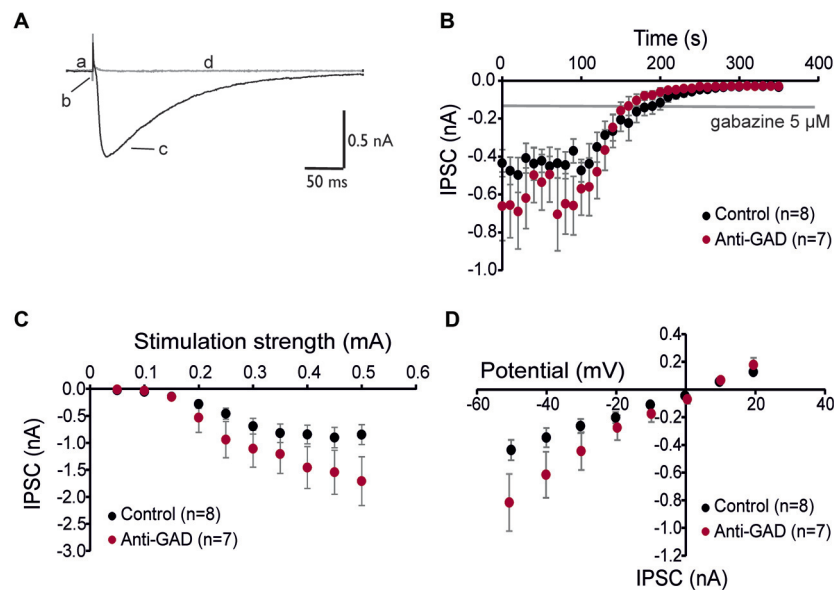 A
a
d
b
c
0.5 nA
50 ms
B
Time (s)
0 100 200 300 400
0.0
-0.2
-0.4
-0.6
-0.8
-1.0
IPSC (nA)
gabazine 5 µM
Control (n=8)
Anti-GAD (n=7)
C
Stimulation strength (mA)
0 0.1 0.2 0.3 0.4 0.5 0.6
0.0
-0.5
-1.0
-1.5
-2.0
-2.5
-3.0
IPSC (nA)
Control (n=8)
Anti-GAD (n=7)
D
Potential (mV)
-60 -40 -20 0 20 40
0.4
0.2
-0.2
-0.4
-0.6
-0.8
-1.0
-1.2
Control (n=8)
Anti-GAD (n=7)
IPSC (nA)